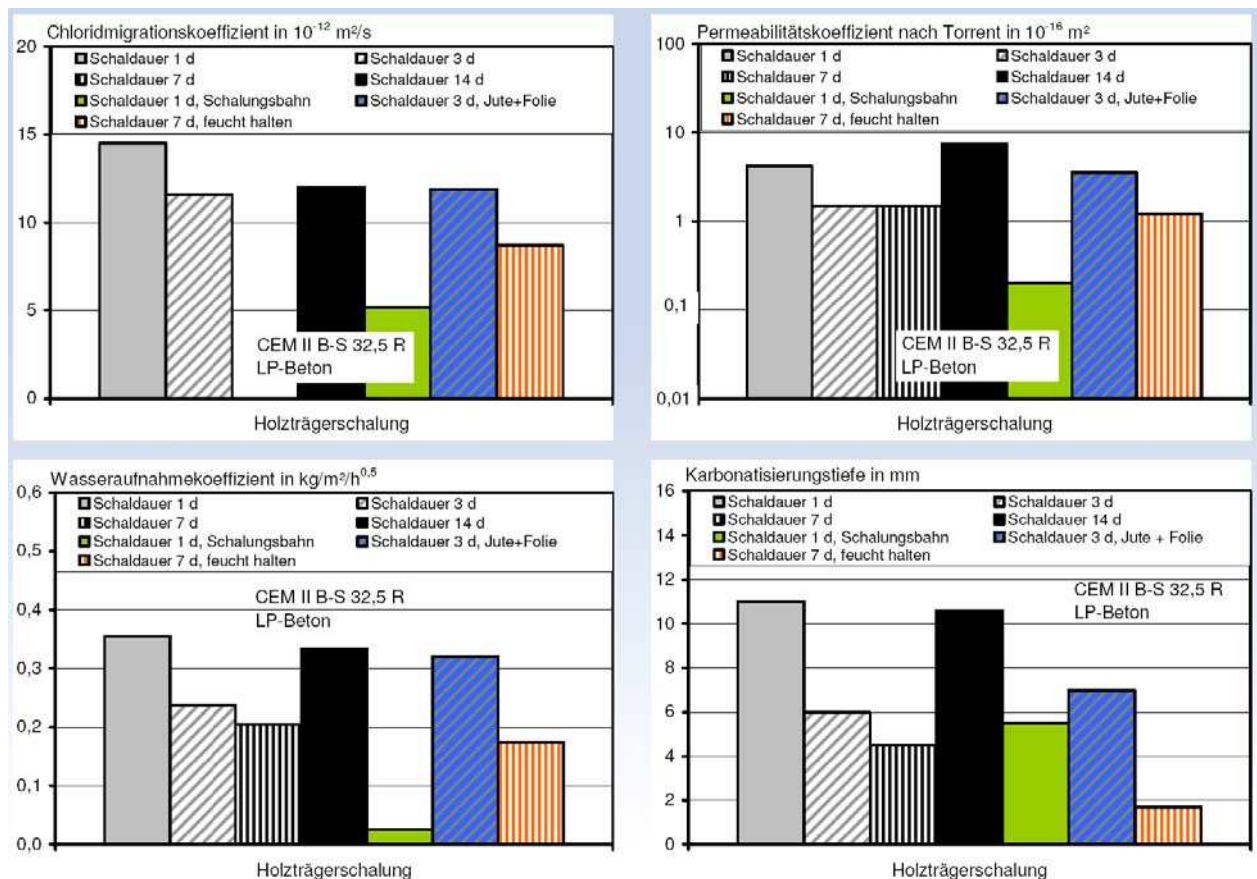 Chloridmigrationskoeffizient in 10⁻¹² m²/s
20
Schaldauer 1 d
Schaldauer 3 d
Schaldauer 7 d
Schaldauer 14 d
Schaldauer 1 d, Schalungsbahn
Schaldauer 3 d, Jute+Folie
Schaldauer 7 d, feucht halten
15
10
5
0
CEM II B-S 32,5 R
LP-Beton
Holzträgerschalung
Permeabilitätskoeffizient nach Torrent in 10⁻¹⁶ m²
100
Schaldauer 1 d
Schaldauer 3 d
Schaldauer 7 d
Schaldauer 14 d
Schaldauer 1 d, Schalungsbahn
Schaldauer 3 d, Jute+Folie
Schaldauer 7 d, feucht halten
10
1
0,1
0,01
CEM II B-S 32,5 R
LP-Beton
Holzträgerschalung
Wasseraufnahmekoeffizient in kg/m²/h⁰,⁵
0,6
Schaldauer 1 d
Schaldauer 3 d
Schaldauer 7 d
Schaldauer 14 d
Schaldauer 1 d, Schalungsbahn
Schaldauer 3 d, Jute+Folie
Schaldauer 7 d, feucht halten
0,5
CEM II B-S 32,5 R
LP-Beton
0,4
0,3
0,2
0,1
0,0
Holzträgerschalung
Karbonatisierungstiefe in mm
16
Schaldauer 1 d
Schaldauer 3 d
Schaldauer 7 d
Schaldauer 14 d
Schaldauer 1 d, Schalungsbahn
Schaldauer 3 d, Jute + Folie
Schaldauer 7 d, feucht halten
14
12
CEM II B-S 32,5 R
LP-Beton
10
8
6
4
2
0
Holzträgerschalung